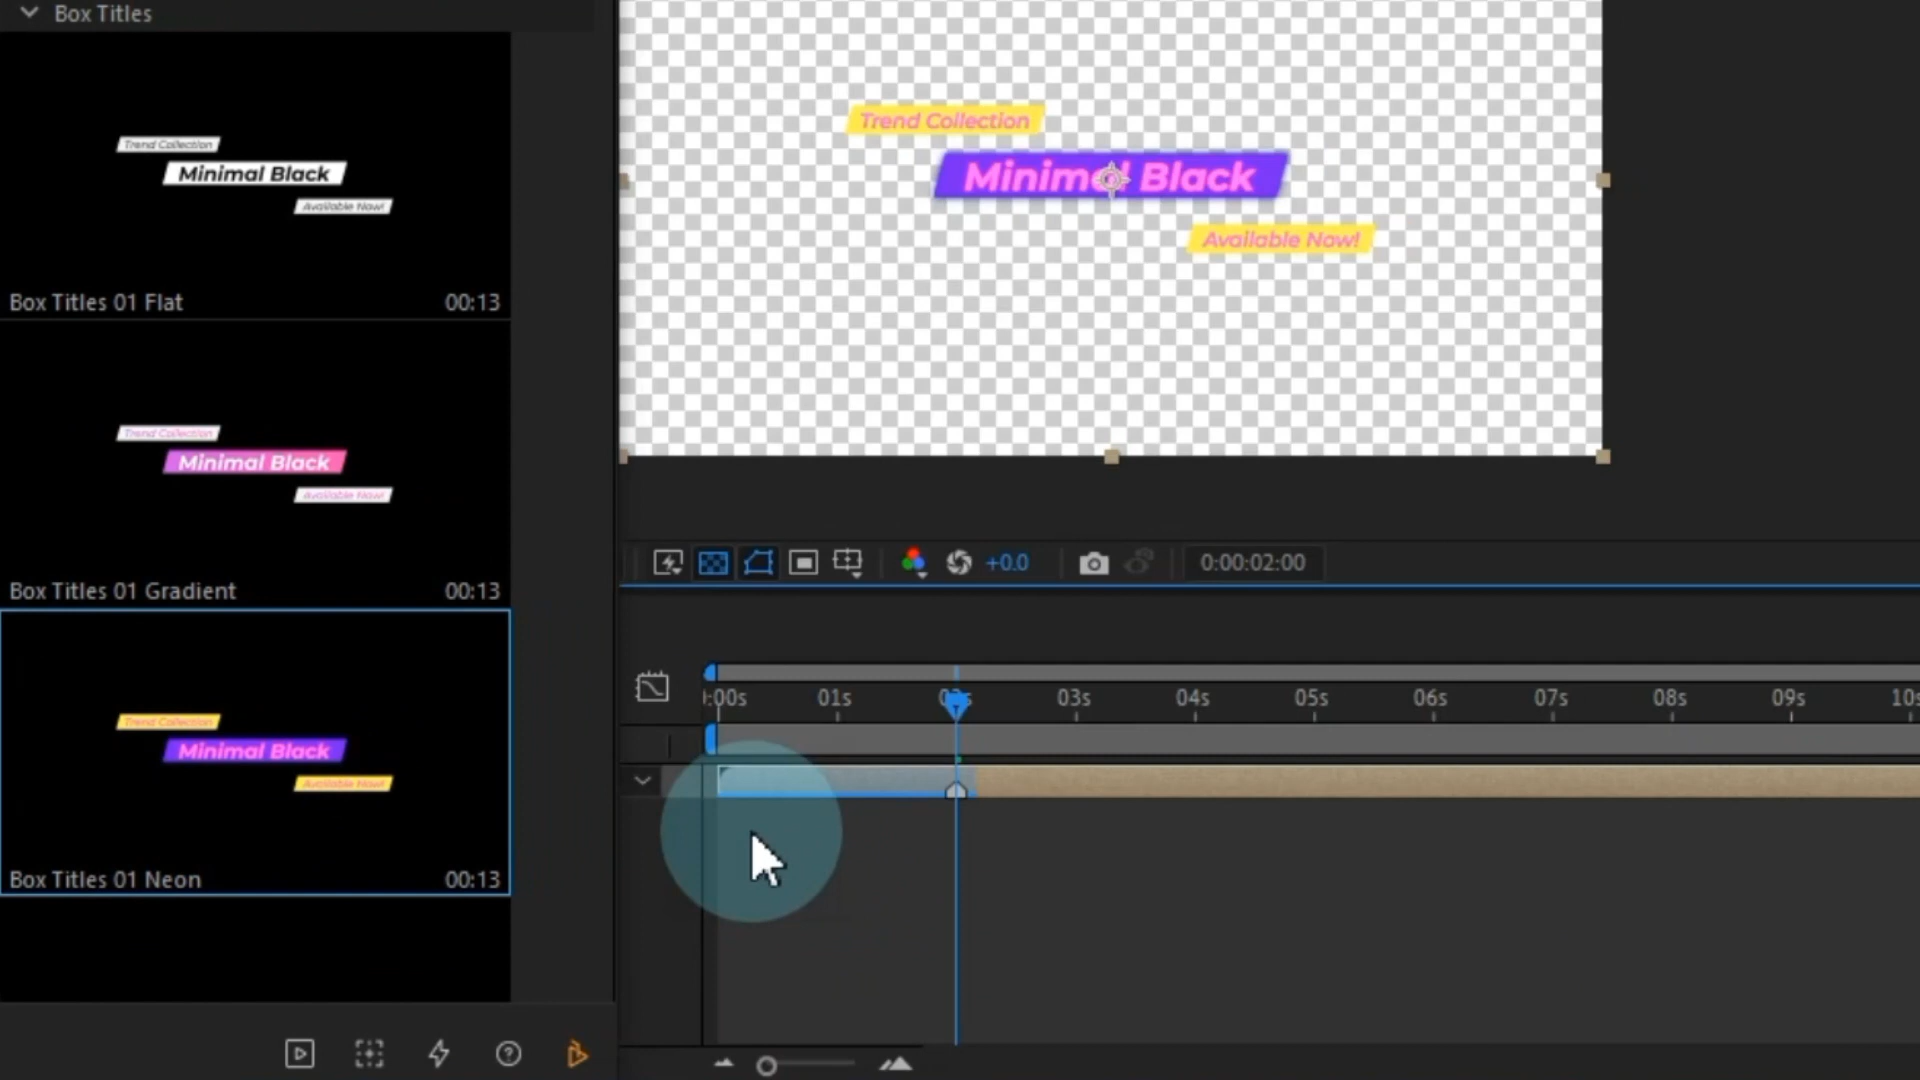 Box Titles
Trend Collection
Minimal Black
Available Now!
Box Titles 01 Flat 00:13
Trend Collection
Minimal Black
Available Now!
Box Titles 01 Gradient 00:13
Trend Collection
Minimal Black
Available Now!
Box Titles 01 Neon 00:13
Trend Collection
Minimal Black
Available Now!
+0.0 0:00:02:00
:00s 01s 02s 03s 04s 05s 06s 07s 08s 09s 10s